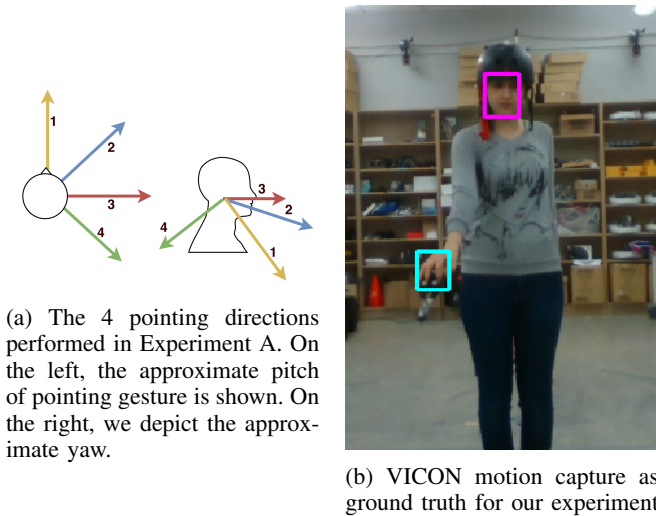 1
2
3
4
3
2
4
1
(a) The 4 pointing directions
performed in Experiment A. On
the left, the approximate pitch
of pointing gesture is shown. On
the right, we depict the approx-
imate yaw.
(b) VICON motion capture as
ground truth for our experiment